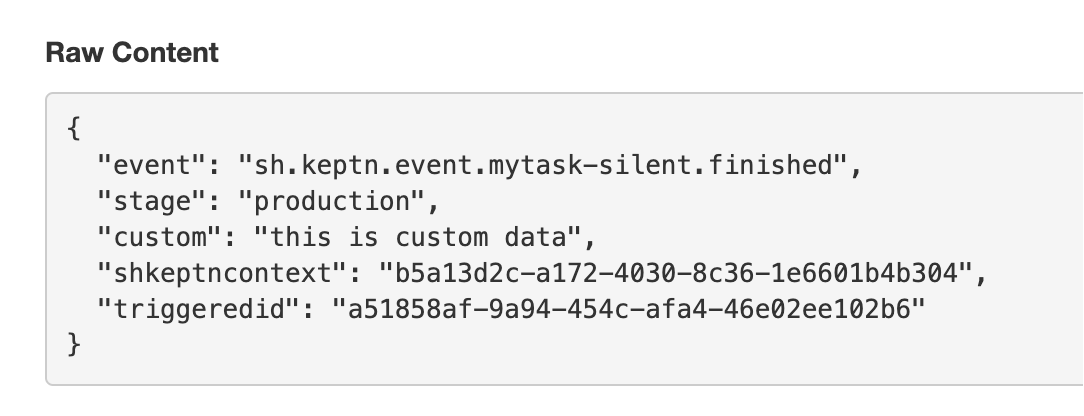 Raw Content
{
  "event": "sh.keptn.event.mytask-silent.finished",
  "stage": "production",
  "custom": "this is custom data",
  "shkeptncontext": "b5a13d2c-a172-4030-8c36-1e6601b4b304",
  "triggeredid": "a51858af-9a94-454c-afa4-46e02ee102b6"
}